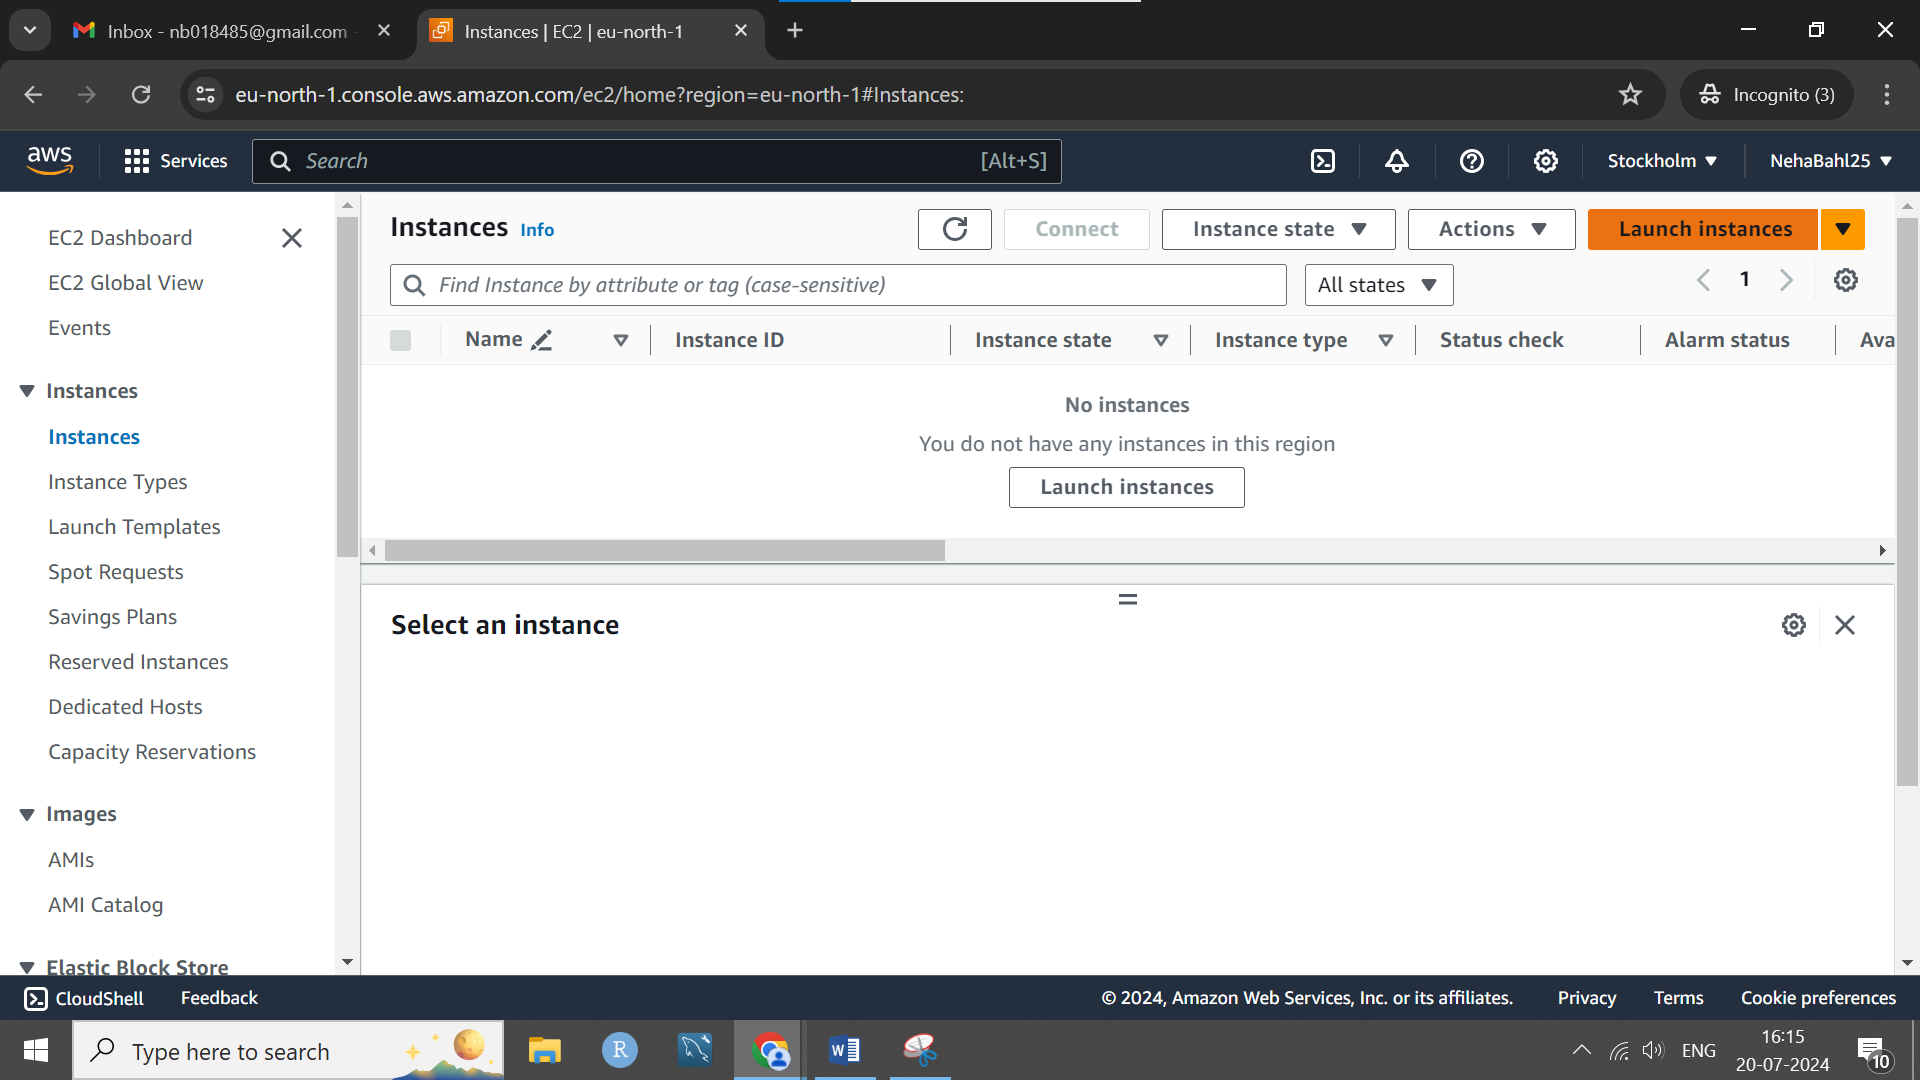 Inbox - nb018485@gmail.com -
Instances | EC2 | eu-north-1
eu-north-1.console.aws.amazon.com/ec2/home?region=eu-north-1#Instances:
Incognito (3)
aws
Services
Search
[Alt+S]
Stockholm
NehaBahl25
EC2 Dashboard
EC2 Global View
Events
Instances
Instances
Instance Types
Launch Templates
Spot Requests
Savings Plans
Reserved Instances
Dedicated Hosts
Capacity Reservations
Images
AMIs
AMI Catalog
Elastic Block Store
Instances Info
Connect
Instance state
Actions
Launch instances
Find Instance by attribute or tag (case-sensitive)
All states
1
Name
Instance ID
Instance state
Instance type
Status check
Alarm status
Ava
No instances
You do not have any instances in this region
Launch instances
Select an instance
CloudShell
Feedback
© 2024, Amazon Web Services, Inc. or its affiliates.
Privacy
Terms
Cookie preferences
Type here to search
R
W
ENG
16:15
20-07-2024
10